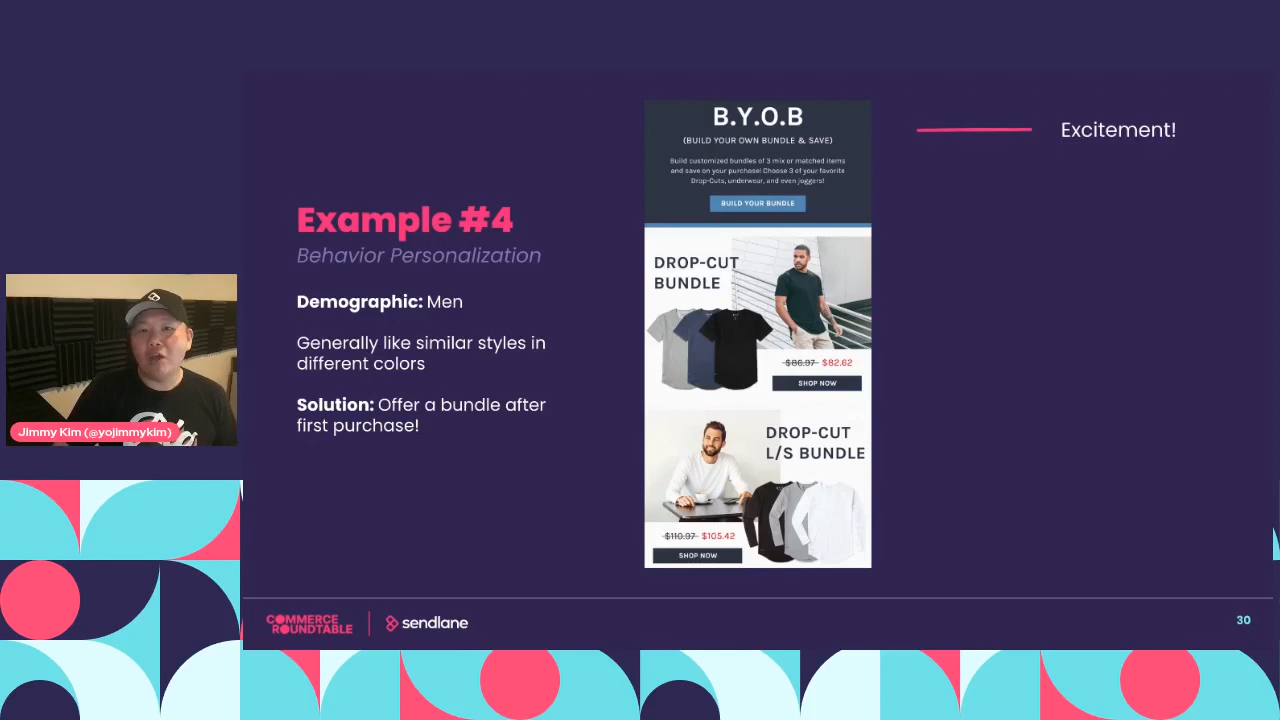 Example #4
Behavior Personalization
Demographic: Men
Generally like similar styles in
different colors
Solution: Offer a bundle after
first purchase!
B.Y.O.B
(BUILD YOUR OWN BUNDLE & SAVE)
Build customized bundles of 3 mix or matched items
and save on your purchase! Choose 3 of your favorite
Drop-Cuts, underwear, and even joggers!
BUILD YOUR BUNDLE
DROP-CUT
BUNDLE
$86.97 $82.62
SHOP NOW
DROP-CUT
L/S BUNDLE
$110.97 $105.42
SHOP NOW
Excitement!
Jimmy Kim (@yojimmykim)
COMMERCE
ROUNDTABLE
sendlane
30